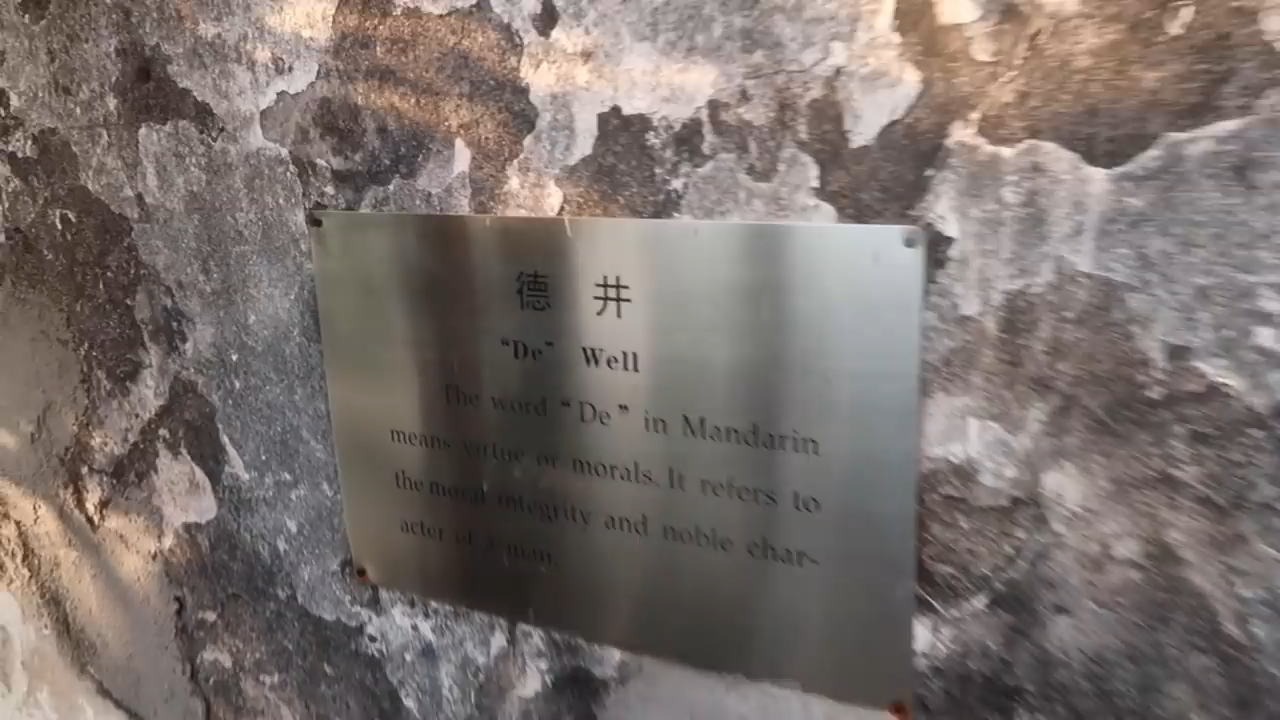 德 井
“De” Well
The word “De” in Mandarin
means virtue or morals. It refers to
the moral integrity and noble char-
acter of a man.